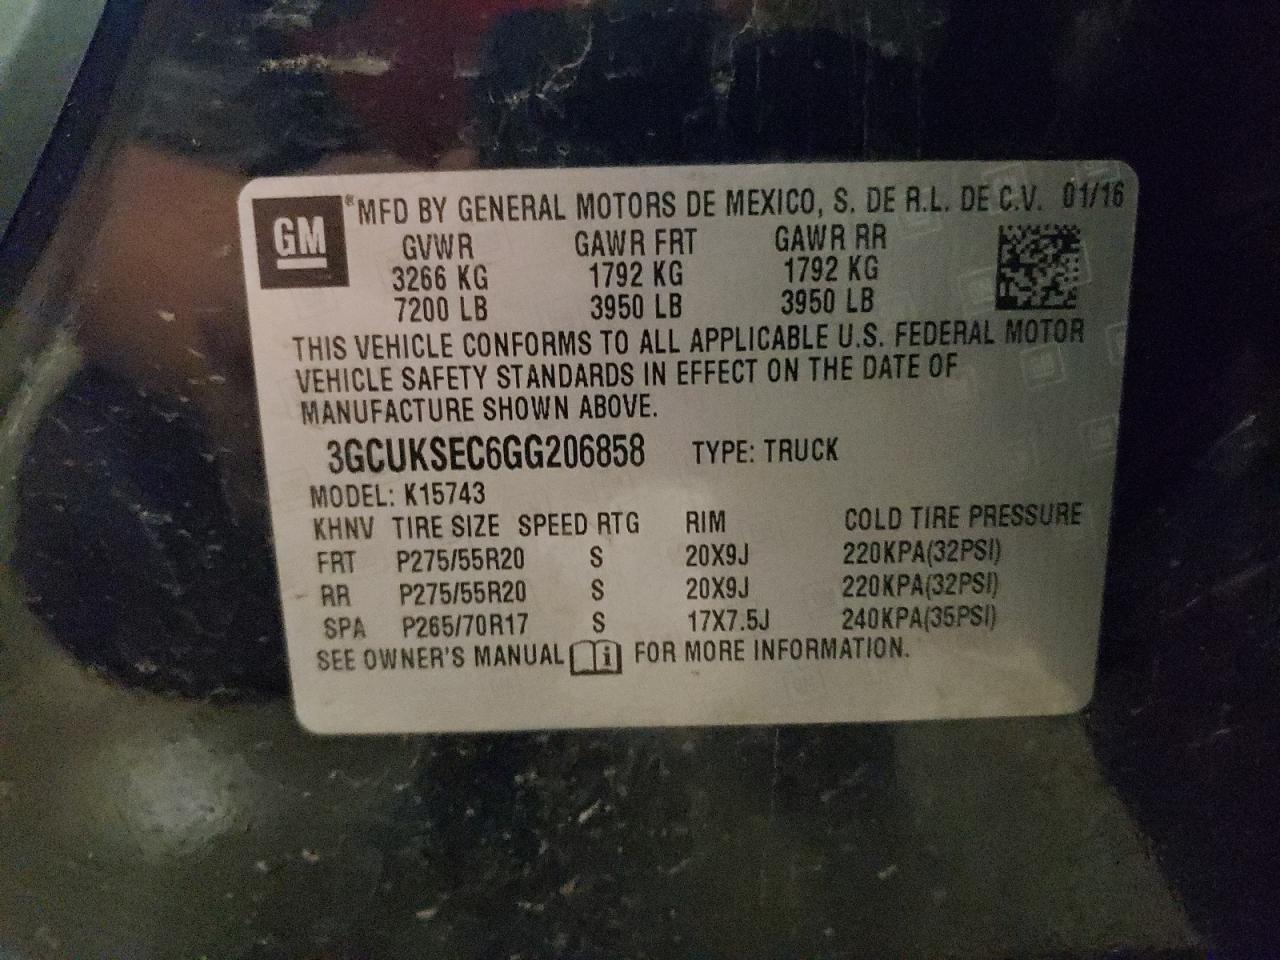 GM ® MFD BY GENERAL MOTORS DE MEXICO, S. DE R.L. DE C.V. 01/16
GVWR GAWR FRT GAWR RR
3266 KG 1792 KG 1792 KG
7200 LB 3950 LB 3950 LB
THIS VEHICLE CONFORMS TO ALL APPLICABLE U.S. FEDERAL MOTOR
VEHICLE SAFETY STANDARDS IN EFFECT ON THE DATE OF
MANUFACTURE SHOWN ABOVE.
3GCUKSEC6GG206858 TYPE: TRUCK
MODEL: K15743
KHNV TIRE SIZE SPEED RTG RIM COLD TIRE PRESSURE
FRT P275/55R20 S 20X9J 220KPA(32PSI)
RR P275/55R20 S 20X9J 220KPA(32PSI)
SPA P265/70R17 S 17X7.5J 240KPA(35PSI)
SEE OWNER'S MANUAL i FOR MORE INFORMATION.